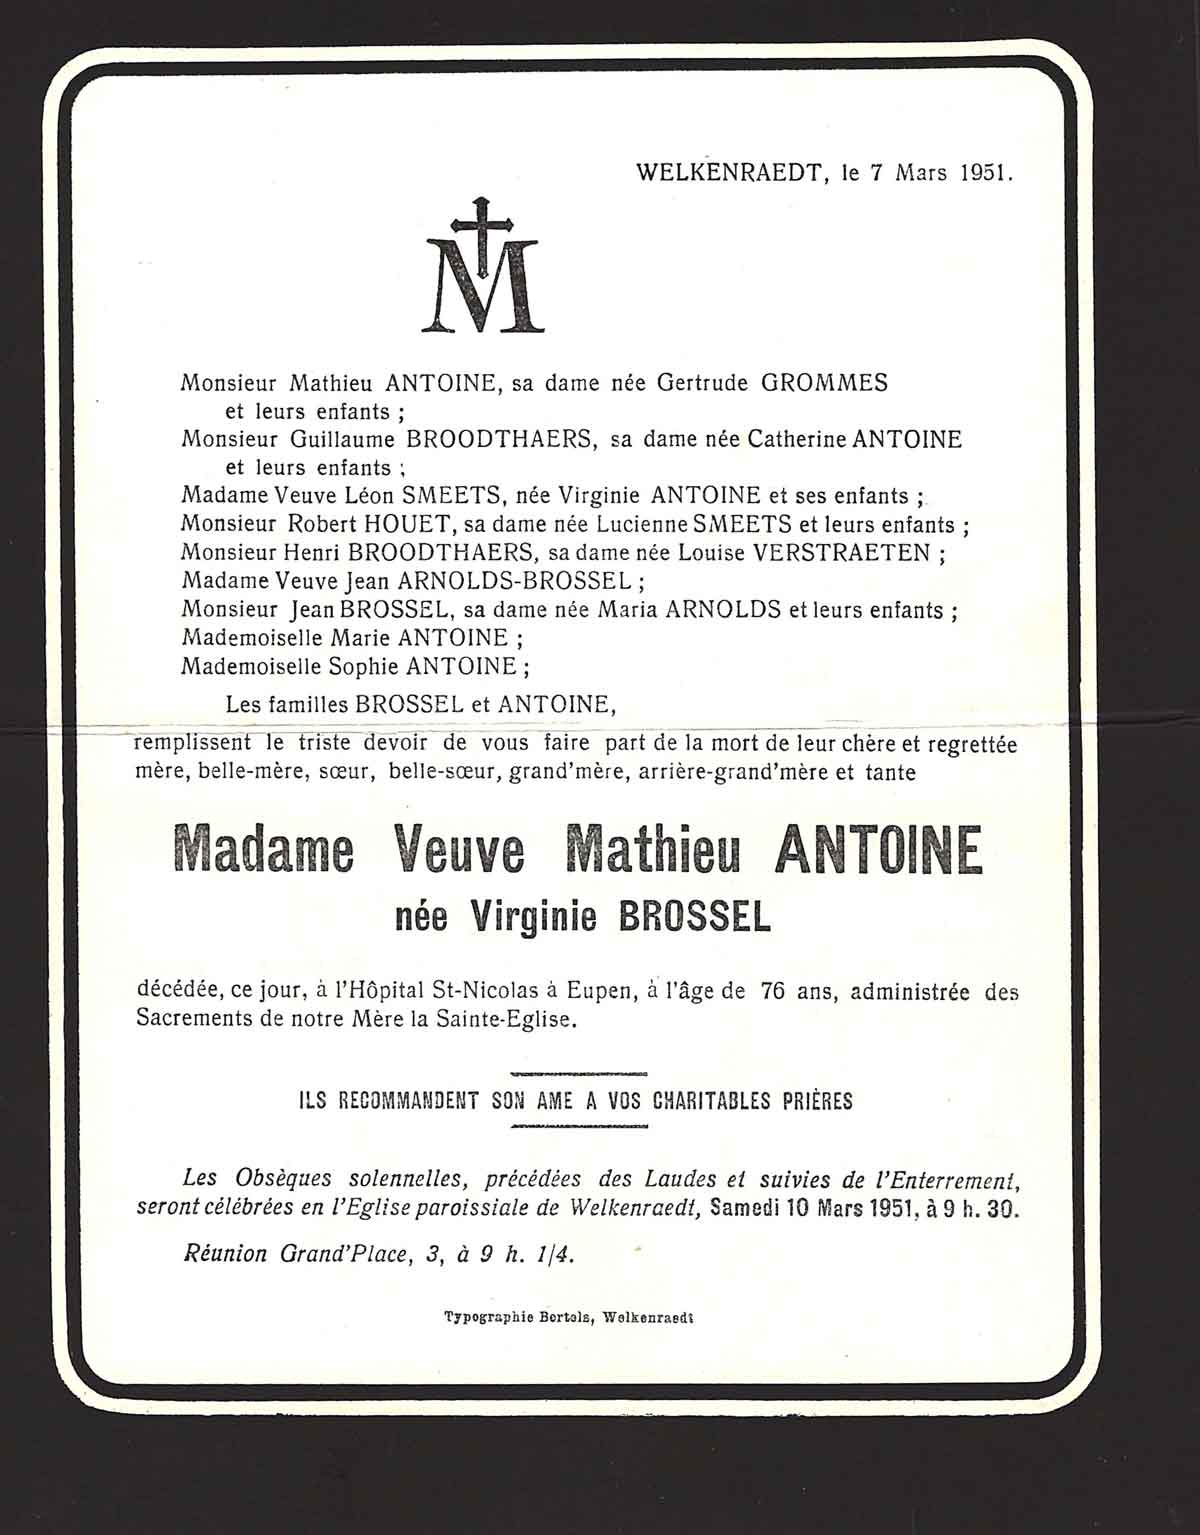 WELKENRAEDT, le 7 Mars 1951.
M
Monsieur Mathieu ANTOINE, sa dame née Gertrude GROMMES
et leurs enfants ;
Monsieur Guillaume BROODTHAERS, sa dame née Catherine ANTOINE
et leurs enfants ;
Madame Veuve Léon SMEETS, née Virginie ANTOINE et ses enfants ;
Monsieur Robert HOUET, sa dame née Lucienne SMEETS et leurs enfants ;
Monsieur Henri BROODTHAERS, sa dame née Louise VERSTRAETEN ;
Madame Veuve Jean ARNOLDS-BROSSEL ;
Monsieur Jean BROSSEL, sa dame née Maria ARNOLDS et leurs enfants ;
Mademoiselle Marie ANTOINE ;
Mademoiselle Sophie ANTOINE ;
Les familles BROSSEL et ANTOINE,
remplissent le triste devoir de vous faire part de la mort de leur chère et regrettée
mère, belle-mère, sœur, belle-sœur, grand'mère, arrière-grand'mère et tante
Madame Veuve Mathieu ANTOINE
née Virginie BROSSEL
décédée, ce jour, à l'Hôpital St-Nicolas à Eupen, à l'âge de 76 ans, administrée des
Sacrements de notre Mère la Sainte-Eglise.
ILS RECOMMANDENT SON AME A VOS CHARITABLES PRIÈRES
Les Obsèques solennelles, précédées des Laudes et suivies de l'Enterrement,
seront célébrées en l'Eglise paroissiale de Welkenraedt, Samedi 10 Mars 1951, à 9 h. 30.
Réunion Grand'Place, 3, à 9 h. 1/4.
Typographie Bertels, Welkenraedt